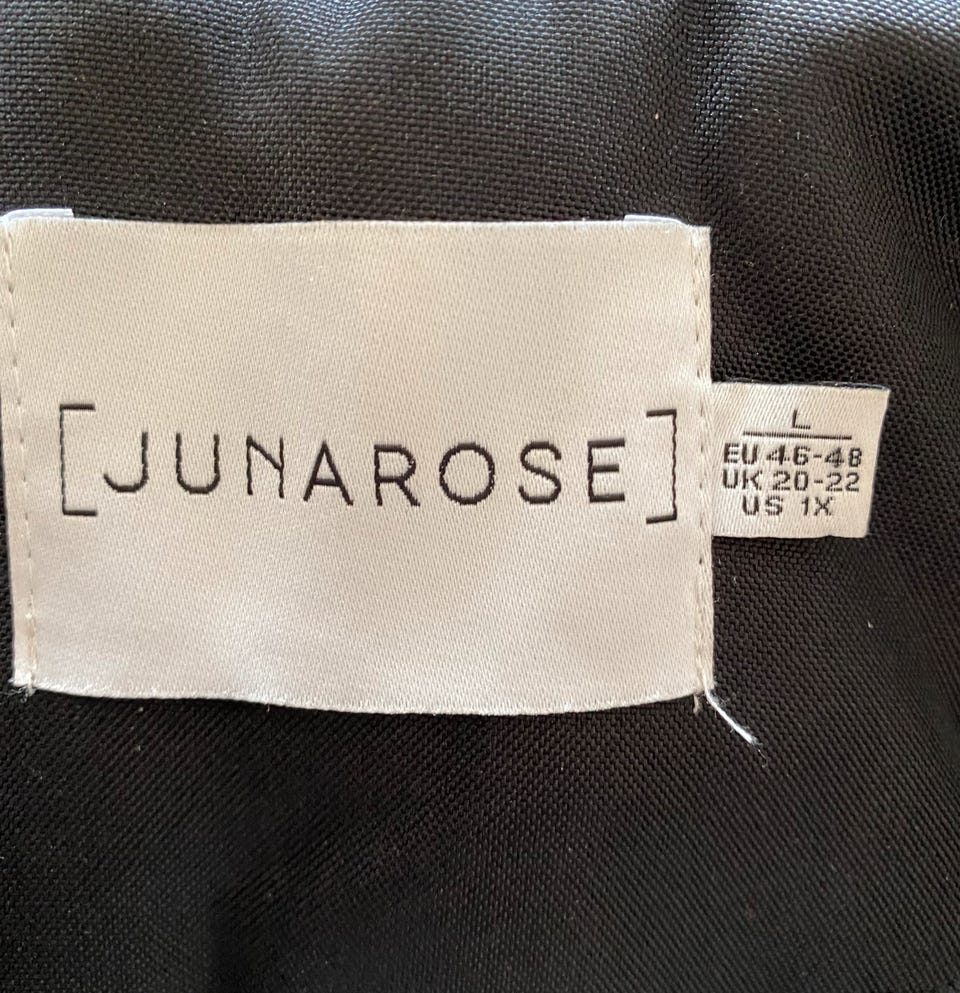 [JUNAROSE]
L
EU 46-48
UK 20-22
US 1X